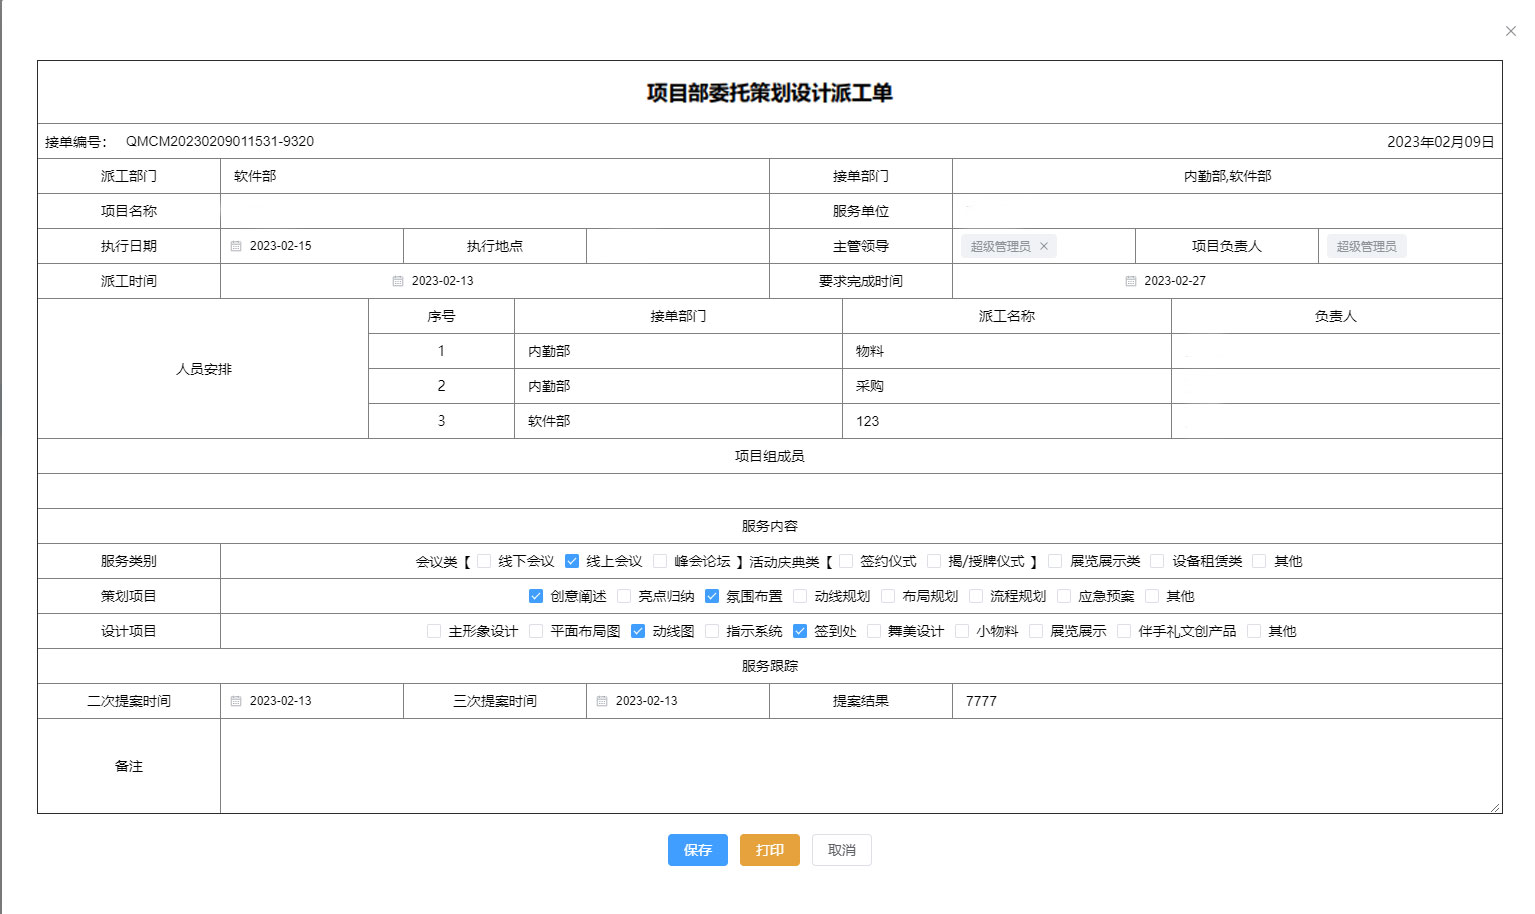 项目部委托策划设计派工单
接单编号： QMCM20230209011531-9320 2023年02月09日
派工部门 软件部 接单部门 内勤部,软件部
项目名称 服务单位
执行日期 2023-02-15 执行地点 主管领导 超级管理员 × 项目负责人 超级管理员
派工时间 2023-02-13 要求完成时间 2023-02-27
人员安排
序号 接单部门 派工名称 负责人
1 内勤部 物料
2 内勤部 采购
3 软件部 123
项目组成员
服务内容
服务类别 会议类【 线下会议 线上会议 峰会论坛 】活动庆典类【 签约仪式 揭/授牌仪式 】 展览展示类 设备租赁类 其他
策划项目 创意阐述 亮点归纳 氛围布置 动线规划 布局规划 流程规划 应急预案 其他
设计项目 主形象设计 平面布局图 动线图 指示系统 签到处 舞美设计 小物料 展览展示 伴手礼文创产品 其他
服务跟踪
二次提案时间 2023-02-13 三次提案时间 2023-02-13 提案结果 7777
备注
保存 打印 取消